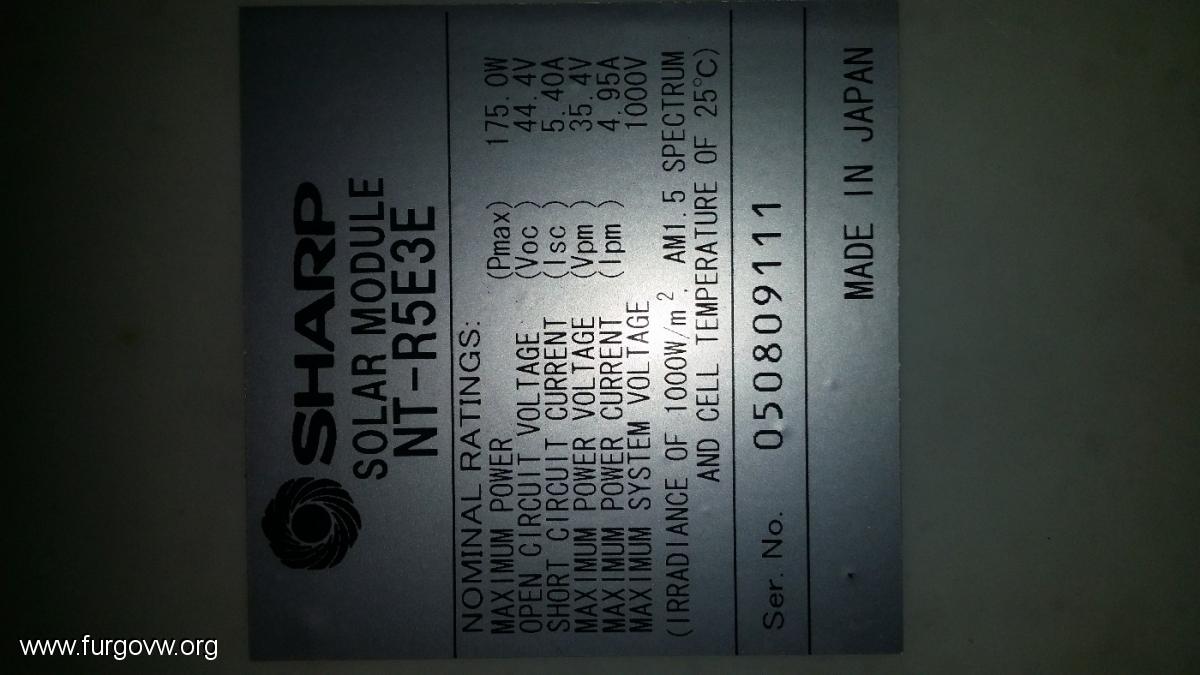 SHARP
SOLAR MODULE
NT-R5E3E
NOMINAL RATINGS:
MAXIMUM POWER (Pmax) 175.0W
OPEN CIRCUIT VOLTAGE (Voc) 44.4V
SHORT CIRCUIT CURRENT (Isc) 5.40A
MAXIMUM POWER VOLTAGE (Vpm) 35.4V
MAXIMUM POWER CURRENT (Ipm) 4.95A
MAXIMUM SYSTEM VOLTAGE 1000V
(IRRADIANCE OF 1000W/m², AM1.5 SPECTRUM
AND CELL TEMPERATURE OF 25°C)
Ser. No. 050809111
MADE IN JAPAN
www.furgovw.org